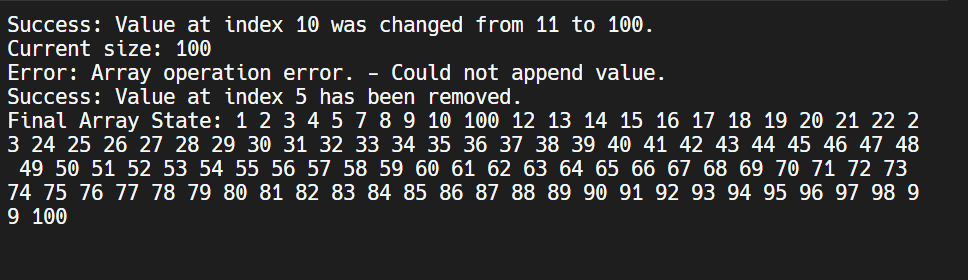 Success: Value at index 10 was changed from 11 to 100.
Current size: 100
Error: Array operation error. - Could not append value.
Success: Value at index 5 has been removed.
Final Array State: 1 2 3 4 5 7 8 9 10 100 12 13 14 15 16 17 18 19 20 21 22 2
3 24 25 26 27 28 29 30 31 32 33 34 35 36 37 38 39 40 41 42 43 44 45 46 47 48
49 50 51 52 53 54 55 56 57 58 59 60 61 62 63 64 65 66 67 68 69 70 71 72 73
74 75 76 77 78 79 80 81 82 83 84 85 86 87 88 89 90 91 92 93 94 95 96 97 98 9
9 100